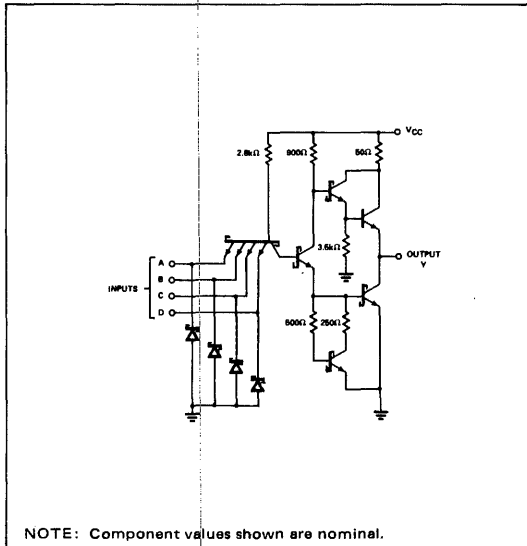 VCC
2.8kΩ
900Ω
50Ω
3.5kΩ
A
B
C
D
INPUTS
OUTPUT
Y
500Ω
250Ω
NOTE: Component values shown are nominal.